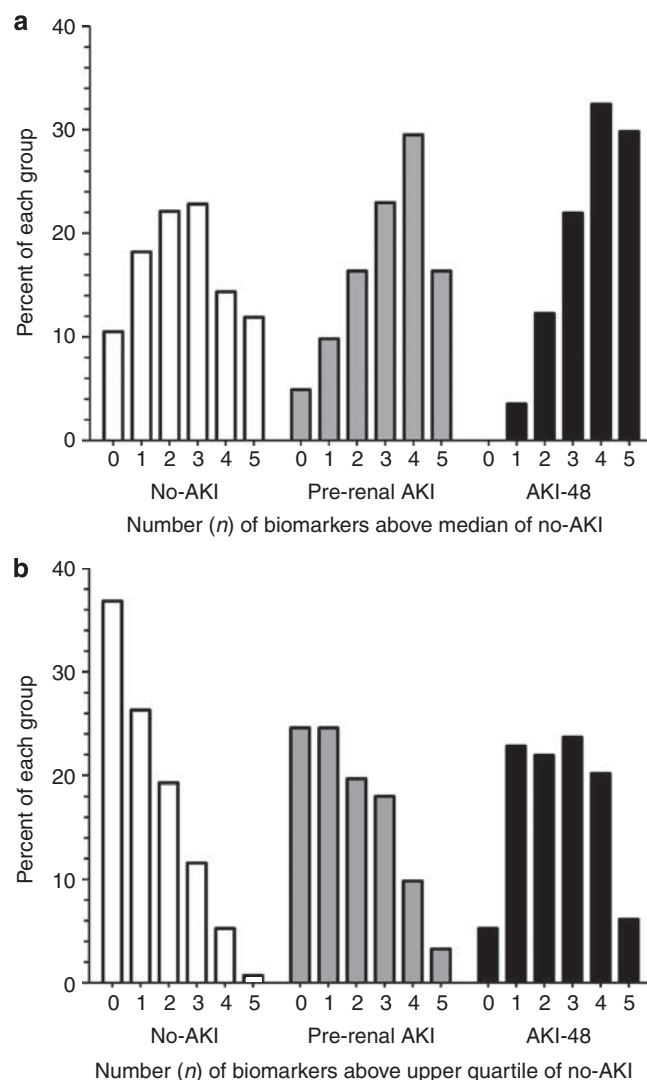 a
40
30
20
10
0
Percent of each group
0 1 2 3 4 5 0 1 2 3 4 5 0 1 2 3 4 5
No-AKI Pre-renal AKI AKI-48
Number (n) of biomarkers above median of no-AKI
b
40
30
20
10
0
Percent of each group
0 1 2 3 4 5 0 1 2 3 4 5 0 1 2 3 4 5
No-AKI Pre-renal AKI AKI-48
Number (n) of biomarkers above upper quartile of no-AKI